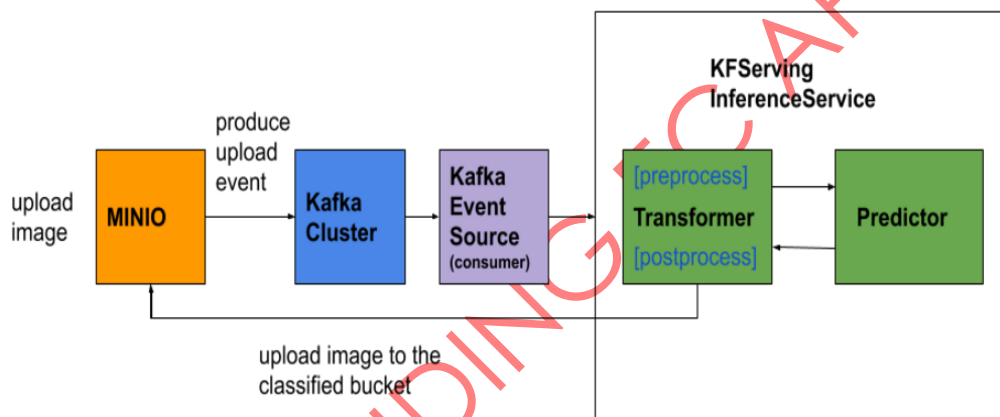 KFServing
InferenceService
produce
upload
event
upload
image
MINIO
Kafka
Cluster
Kafka
Event
Source
(consumer)
[preprocess]
Transformer
[postprocess]
Predictor
upload image to the
classified bucket